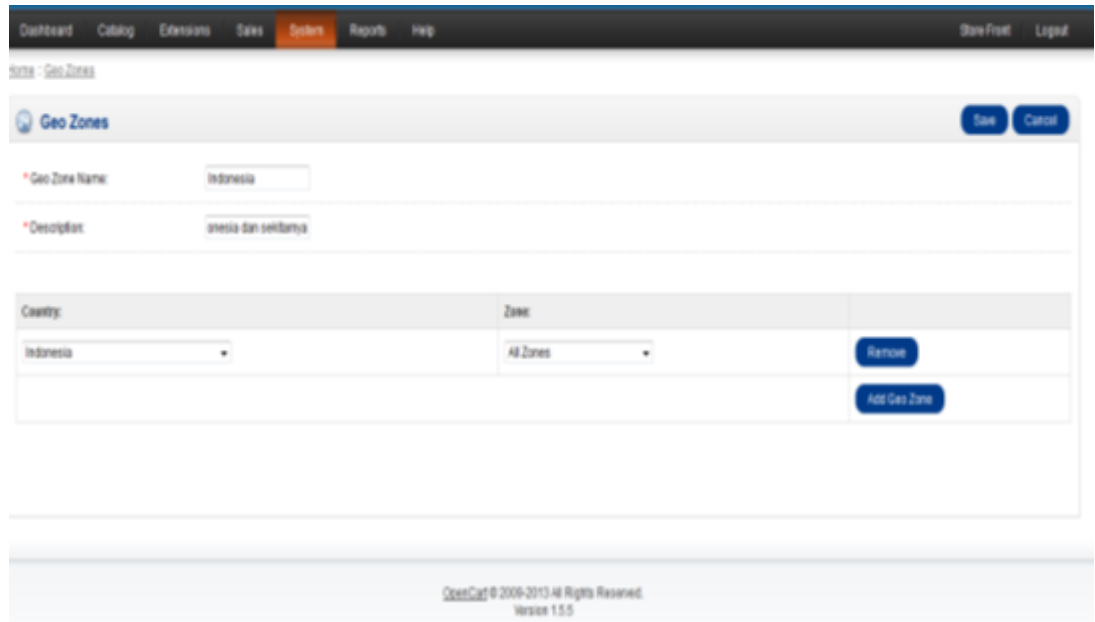 Dashboard Catalog Extensions Sales System Reports Help Store Front Logout
Home :: Geo Zones
Geo Zones Save Cancel
* Geo Zone Name: Indonesia
* Description: onesia dan sekitarnya
Country: Zone:
Indonesia All Zones Remove
Add Geo Zone
OpenCart © 2009-2013 All Rights Reserved.
Version 1.5.5